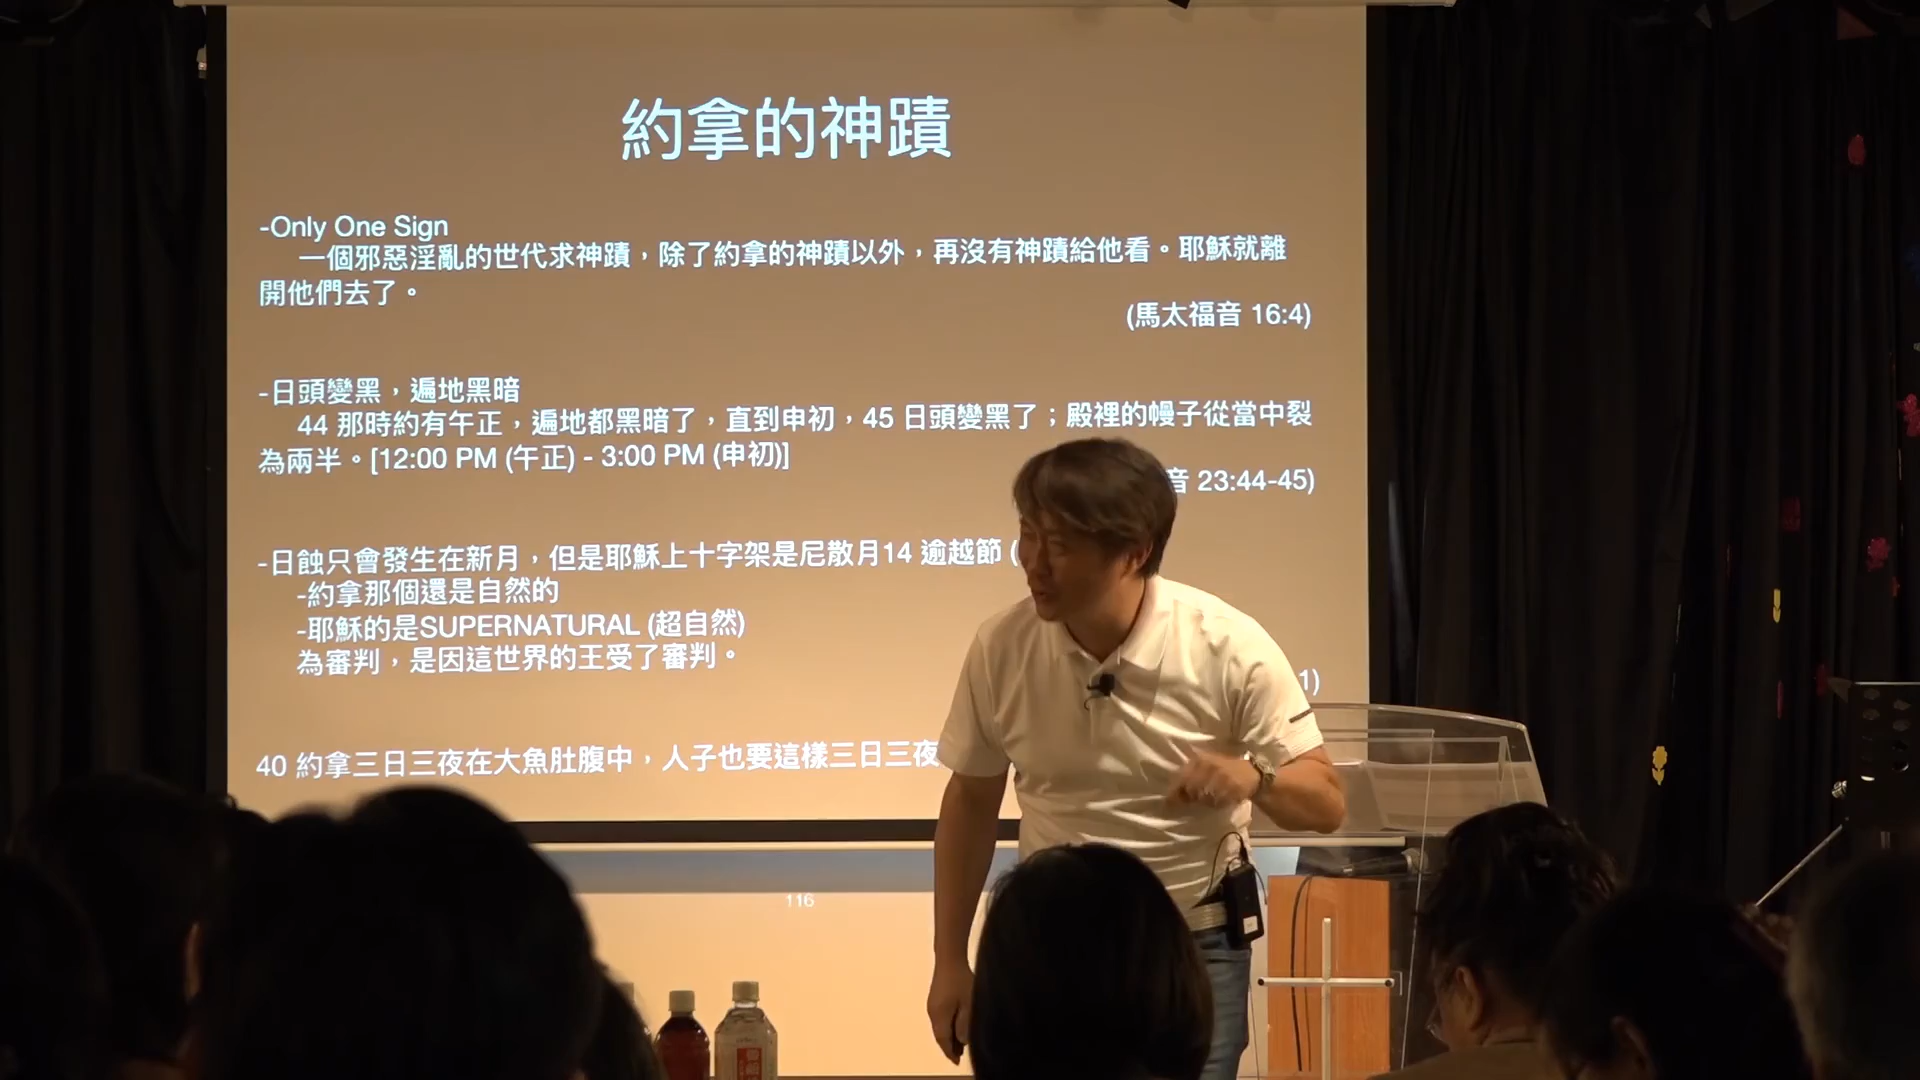 約拿的神蹟
-Only One Sign
一個邪惡淫亂的世代求神蹟，除了約拿的神蹟以外，再沒有神蹟給他看。耶穌就離
開他們去了。
(馬太福音 16:4)
-日頭變黑，遍地黑暗
44 那時約有午正，遍地都黑暗了，直到申初，45 日頭變黑了；殿裡的幔子從當中裂
為兩半。[12:00 PM (午正) - 3:00 PM (申初)]
音 23:44-45)
-日蝕只會發生在新月，但是耶穌上十字架是尼散月14 逾越節 (
-約拿那個還是自然的
-耶穌的是SUPERNATURAL (超自然)
為審判，是因這世界的王受了審判。
1)
40 約拿三日三夜在大魚肚腹中，人子也要這樣三日三夜
116